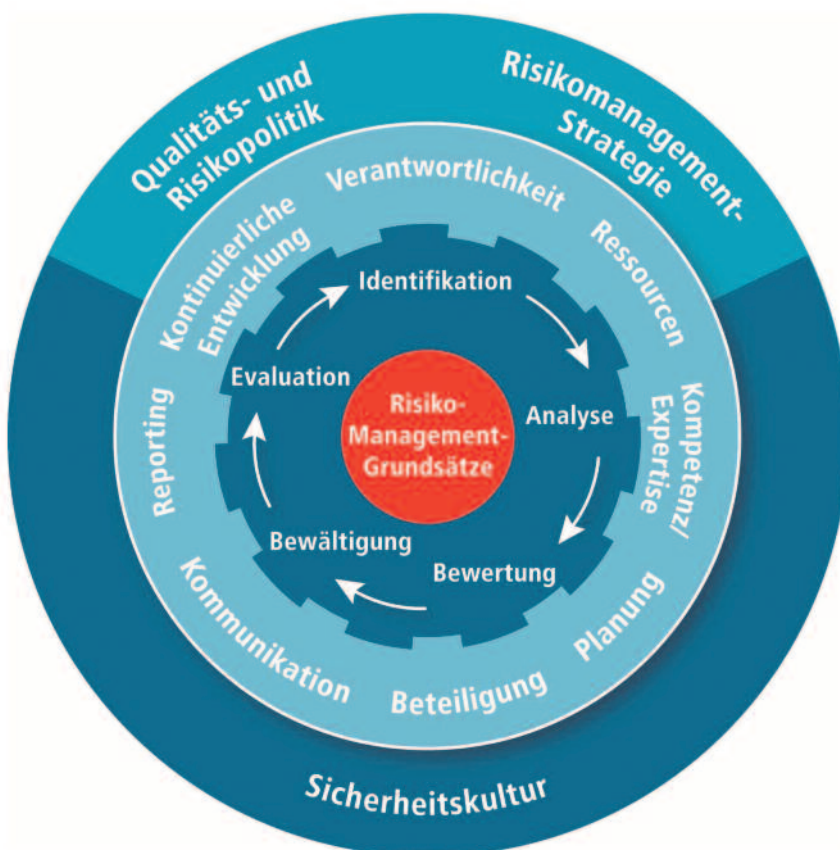 Qualitäts- und
Risikopolitik
Risikomanagement-
Strategie
Verantwortlichkeit
Ressourcen
Kompetenz/
Expertise
Planung
Beteiligung
Kommunikation
Reporting
Kontinuierliche
Entwicklung
Identifikation
Analyse
Bewertung
Bewältigung
Evaluation
Risiko-
Management-
Grundsätze
Sicherheitskultur